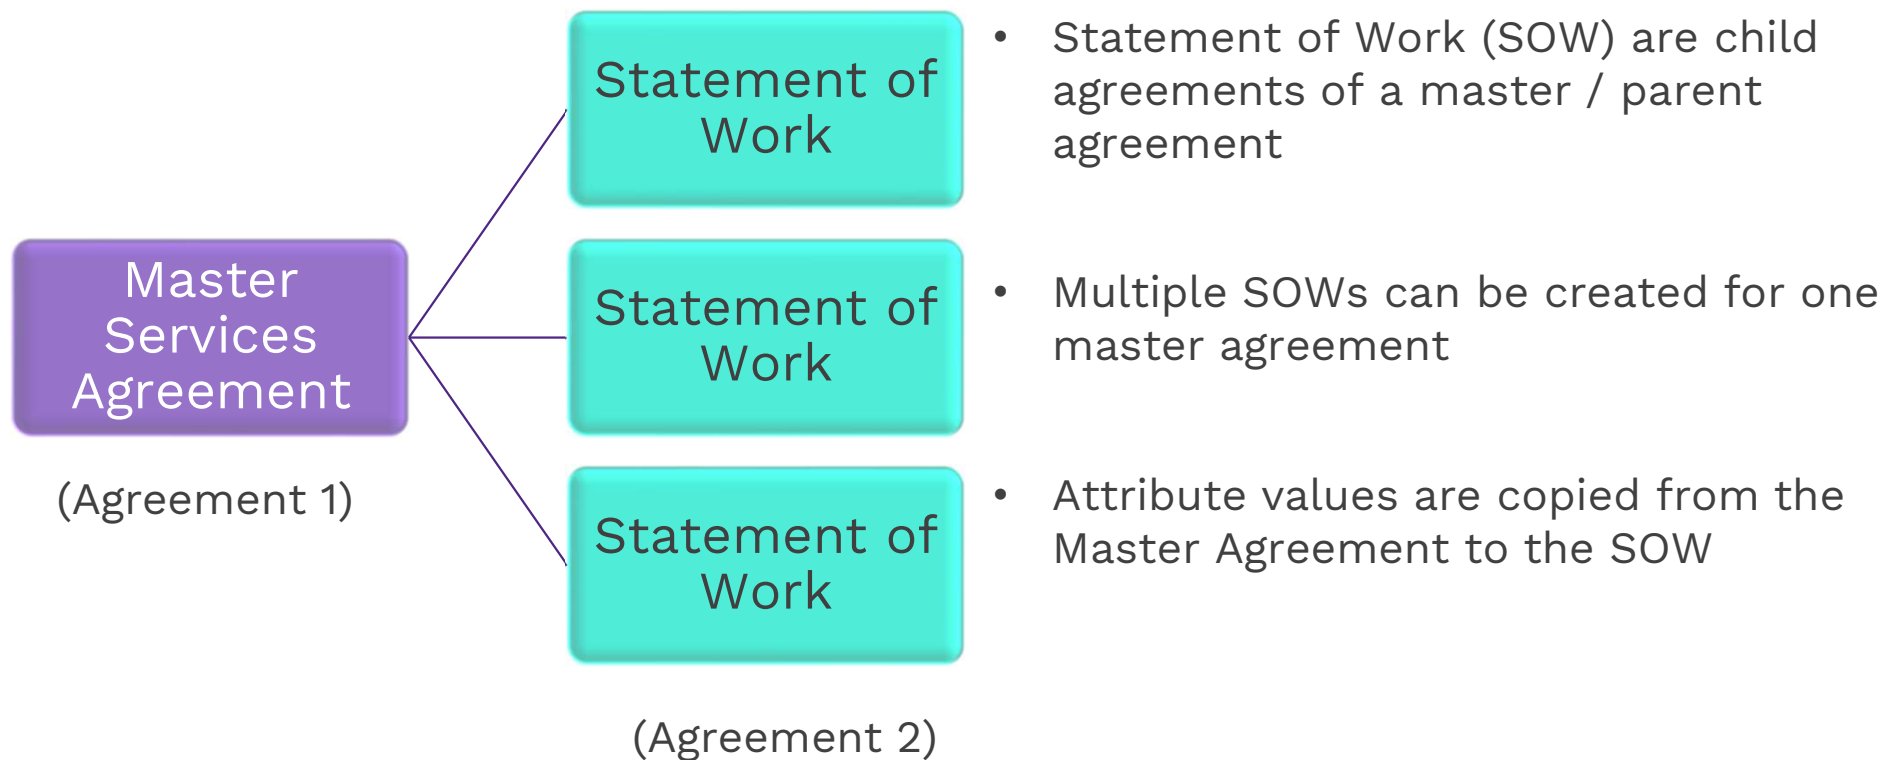 Master
Services
Agreement
(Agreement 1)
Statement of
Work
Statement of
Work
Statement of
Work
(Agreement 2)
• Statement of Work (SOW) are child
agreements of a master / parent
agreement
• Multiple SOWs can be created for one
master agreement
• Attribute values are copied from the
Master Agreement to the SOW